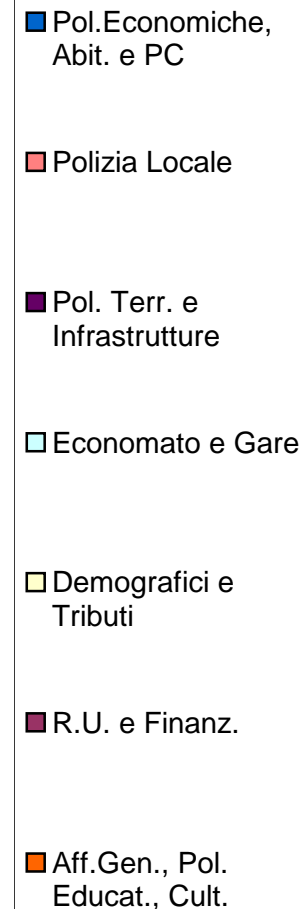 Pol.Economiche,
Abit. e PC
Polizia Locale
Pol. Terr. e
Infrastrutture
Economato e Gare
Demografici e
Tributi
R.U. e Finanz.
Aff.Gen., Pol.
Educat., Cult.